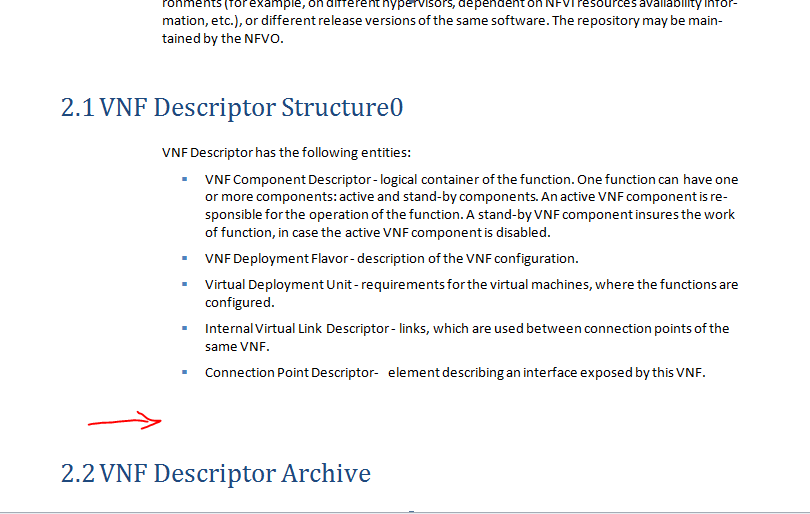 ronments (for example, on different hypervisors, dependent on NFVI resources availability infor-
mation, etc.), or different release versions of the same software. The repository may be main-
tained by the NFVO.
2.1 VNF Descriptor Structure0
VNF Descriptor has the following entities:
▪ VNF Component Descriptor - logical container of the function. One function can have one
or more components: active and stand-by components. An active VNF component is re-
sponsible for the operation of the function. A stand-by VNF component insures the work
of function, in case the active VNF component is disabled.
▪ VNF Deployment Flavor - description of the VNF configuration.
▪ Virtual Deployment Unit - requirements for the virtual machines, where the functions are
configured.
▪ Internal Virtual Link Descriptor - links, which are used between connection points of the
same VNF.
▪ Connection Point Descriptor- element describing an interface exposed by this VNF.
2.2 VNF Descriptor Archive